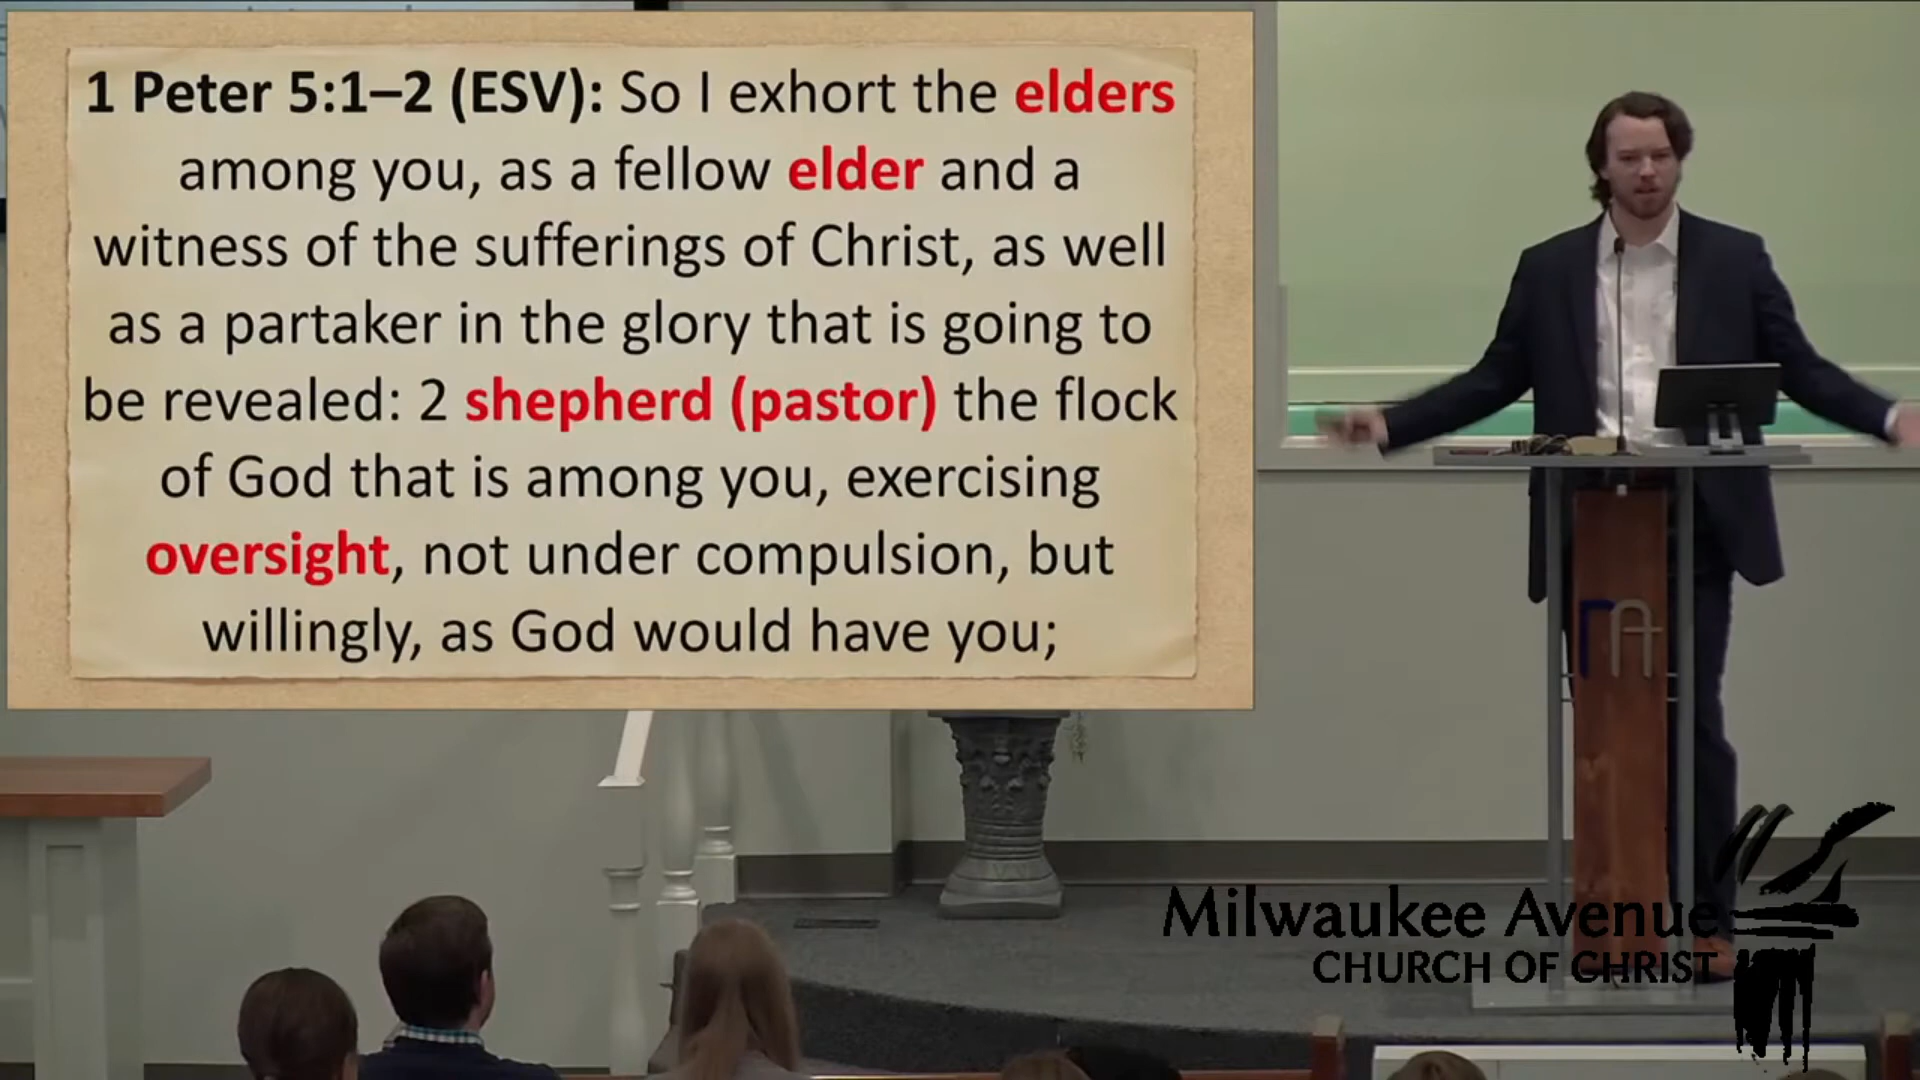 1 Peter 5:1–2 (ESV): So I exhort the elders
among you, as a fellow elder and a
witness of the sufferings of Christ, as well
as a partaker in the glory that is going to
be revealed: 2 shepherd (pastor) the flock
of God that is among you, exercising
oversight, not under compulsion, but
willingly, as God would have you;
Milwaukee Avenue
CHURCH OF CHRIST